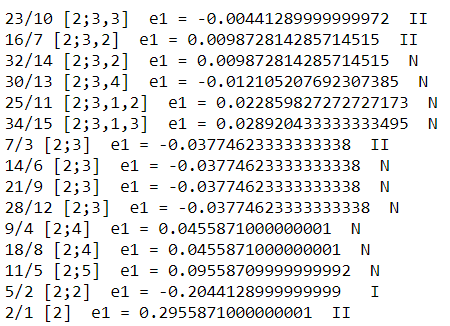 23/10 [2;3,3]  e1 = -0.00441289999999972  II
16/7 [2;3,2]  e1 = 0.009872814285714515  II
32/14 [2;3,2]  e1 = 0.009872814285714515  N
30/13 [2;3,4]  e1 = -0.012105207692307385  N
25/11 [2;3,1,2]  e1 = 0.022859827272727173  N
34/15 [2;3,1,3]  e1 = 0.028920433333333495  N
7/3 [2;3]  e1 = -0.03774623333333338  II
14/6 [2;3]  e1 = -0.03774623333333338  N
21/9 [2;3]  e1 = -0.03774623333333338  N
28/12 [2;3]  e1 = -0.03774623333333338  N
9/4 [2;4]  e1 = 0.0455871000000001  N
18/8 [2;4]  e1 = 0.0455871000000001  N
11/5 [2;5]  e1 = 0.09558709999999992  N
5/2 [2;2]  e1 = -0.2044128999999999  I
2/1 [2]  e1 = 0.2955871000000001  II